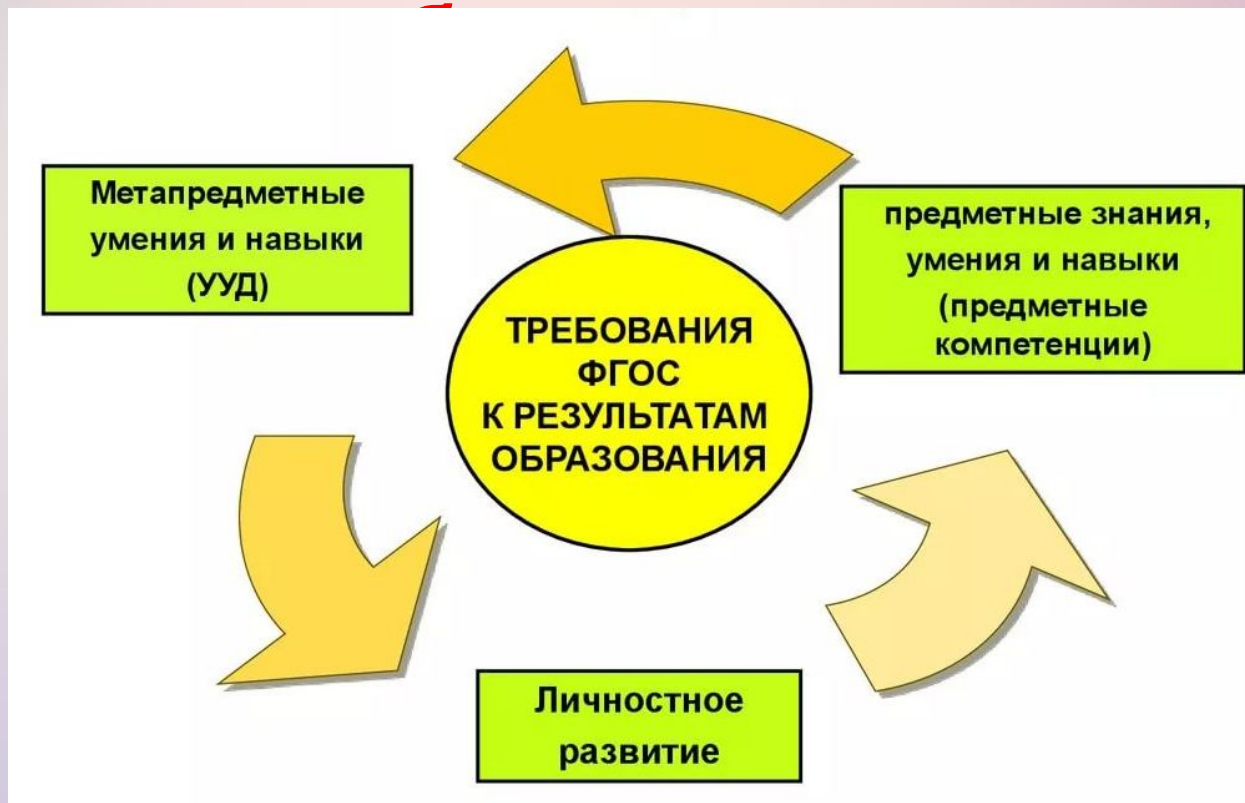 Метапредметные
умения и навыки
(УУД)
предметные знания,
умения и навыки
(предметные
компетенции)
ТРЕБОВАНИЯ
ФГОС
К РЕЗУЛЬТАТАМ
ОБРАЗОВАНИЯ
Личностное
развитие